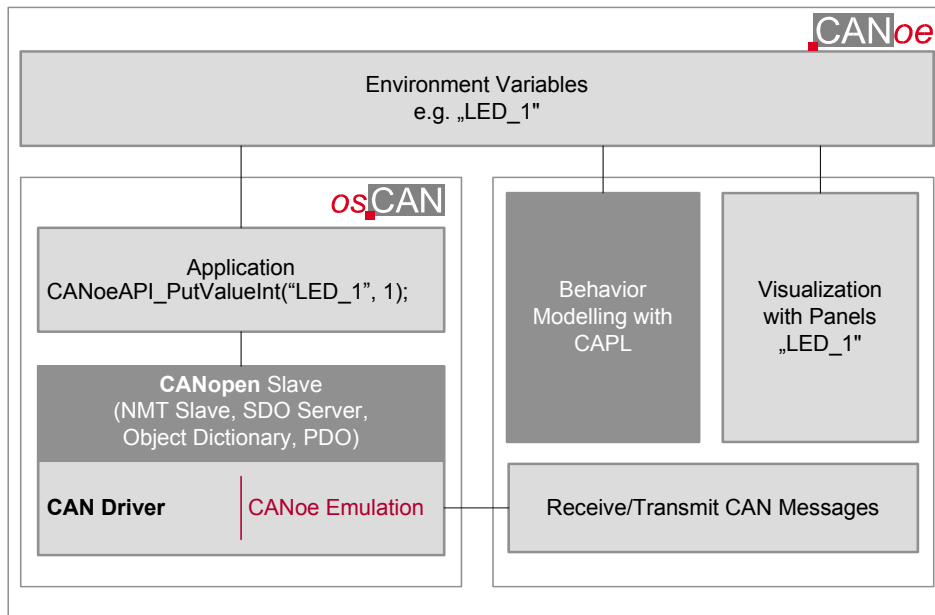 CANoe
Environment Variables
e.g. „LED_1"
osCAN
Application
CANoeAPI_PutValueInt(“LED_1”, 1);
CANopen Slave
(NMT Slave, SDO Server,
Object Dictionary, PDO)
CAN Driver
CANoe Emulation
Behavior
Modelling with
CAPL
Visualization
with Panels
„LED_1"
Receive/Transmit CAN Messages